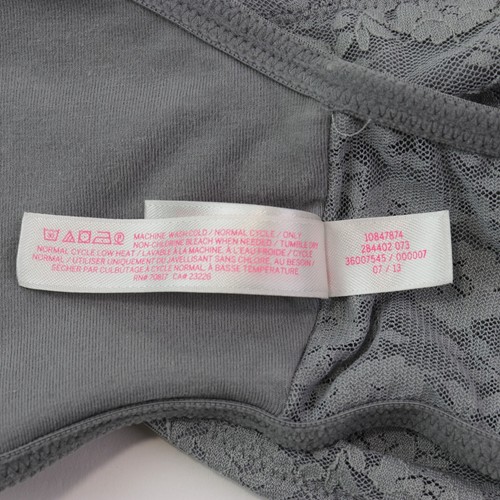 MACHINE WASH COLD / NORMAL CYCLE / ONLY
NON-CHLORINE BLEACH WHEN NEEDED / TUMBLE DRY
NORMAL CYCLE LOW HEAT / LAVABLE À LA MACHINE, À L'EAU FROIDE / CYCLE
NORMAL / UTILISER UNIQUEMENT DU JAVELLISANT SANS CHLORE, AU BESOIN /
SÉCHER PAR CULBUTAGE À CYCLE NORMAL, À BASSE TEMPÉRATURE
RN# 70817 CA# 23226
10847874
284402 073
36007545 / 000007
07 / 13